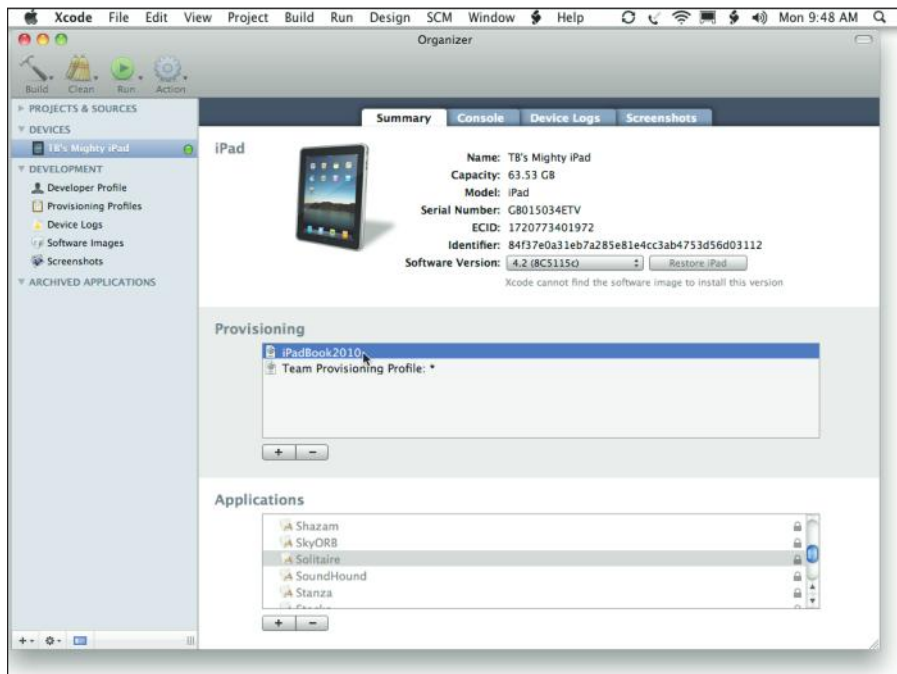 Xcode File Edit View Project Build Run Design SCM Window Help Mon 9:48 AM
Organizer
Build Clean Run Action
PROJECTS & SOURCES
DEVICES
TB's Mighty iPad
DEVELOPMENT
Developer Profile
Provisioning Profiles
Device Logs
Software Images
Screenshots
ARCHIVED APPLICATIONS
Summary Console Device Logs Screenshots
iPad
Name: TB's Mighty iPad
Capacity: 63.53 GB
Model: iPad
Serial Number: GB015034ETV
ECID: 1720773401972
Identifier: 84f37e0a31eb7a285e81e4cc3ab4753d56d03112
Software Version: 4.2 (8C5115c) Restore iPad
Xcode cannot find the software image to install this version
Provisioning
iPadBook2010
Team Provisioning Profile: *
+ −
Applications
Shazam
SkyORB
Solitaire
SoundHound
Stanza
Stocks
+ −